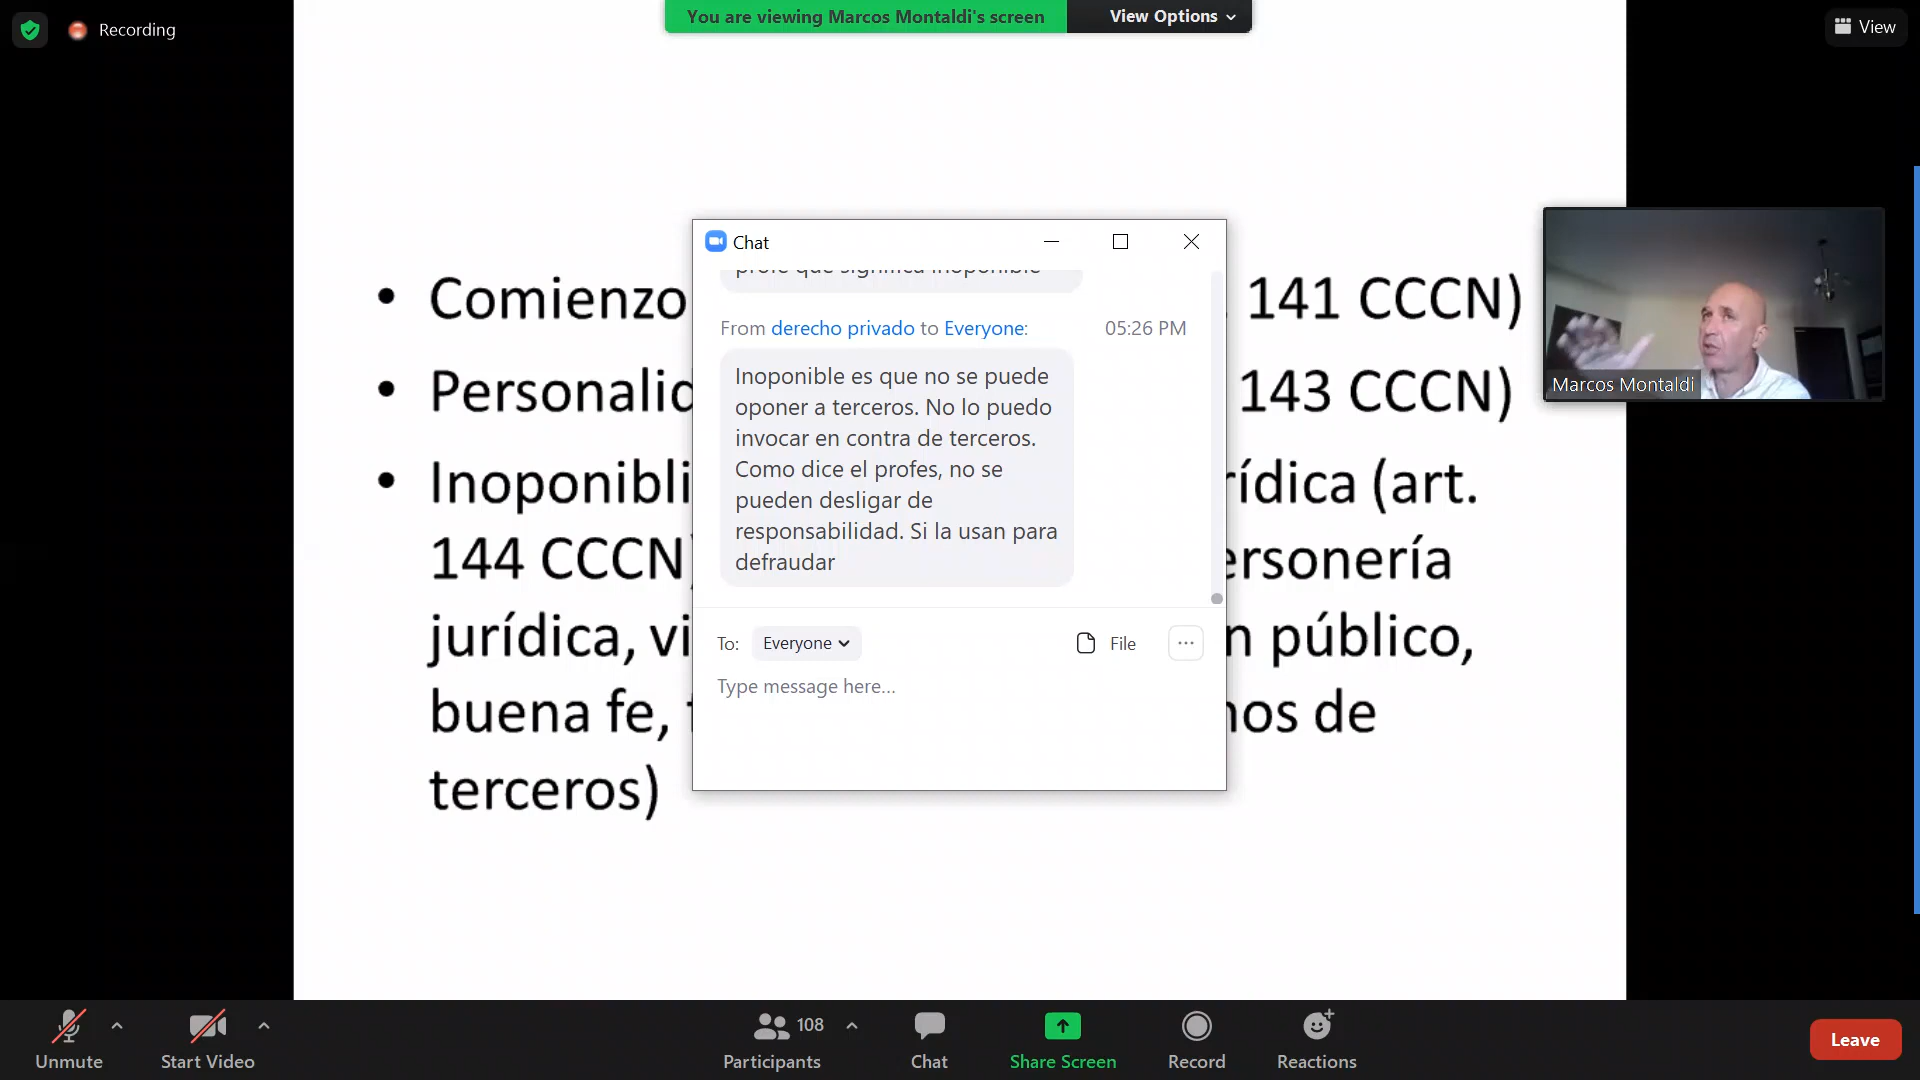 Recording
You are viewing Marcos Montaldi's screen
View Options
View
Comienzo
141 CCCN)
143 CCCN)
rídica (art.
144 CCCN)
ersonería
jurídica, vi
n público,
buena fe,
nos de
terceros)
Chat
profe que significa inoponible
From derecho privado to Everyone:
05:26 PM
Inoponible es que no se puede
oponer a terceros. No lo puedo
invocar en contra de terceros.
Como dice el profes, no se
pueden desligar de
responsabilidad. Si la usan para
defraudar
To: Everyone
File
Type message here...
Marcos Montaldi
Unmute
Start Video
108
Participants
Chat
Share Screen
Record
Reactions
Leave